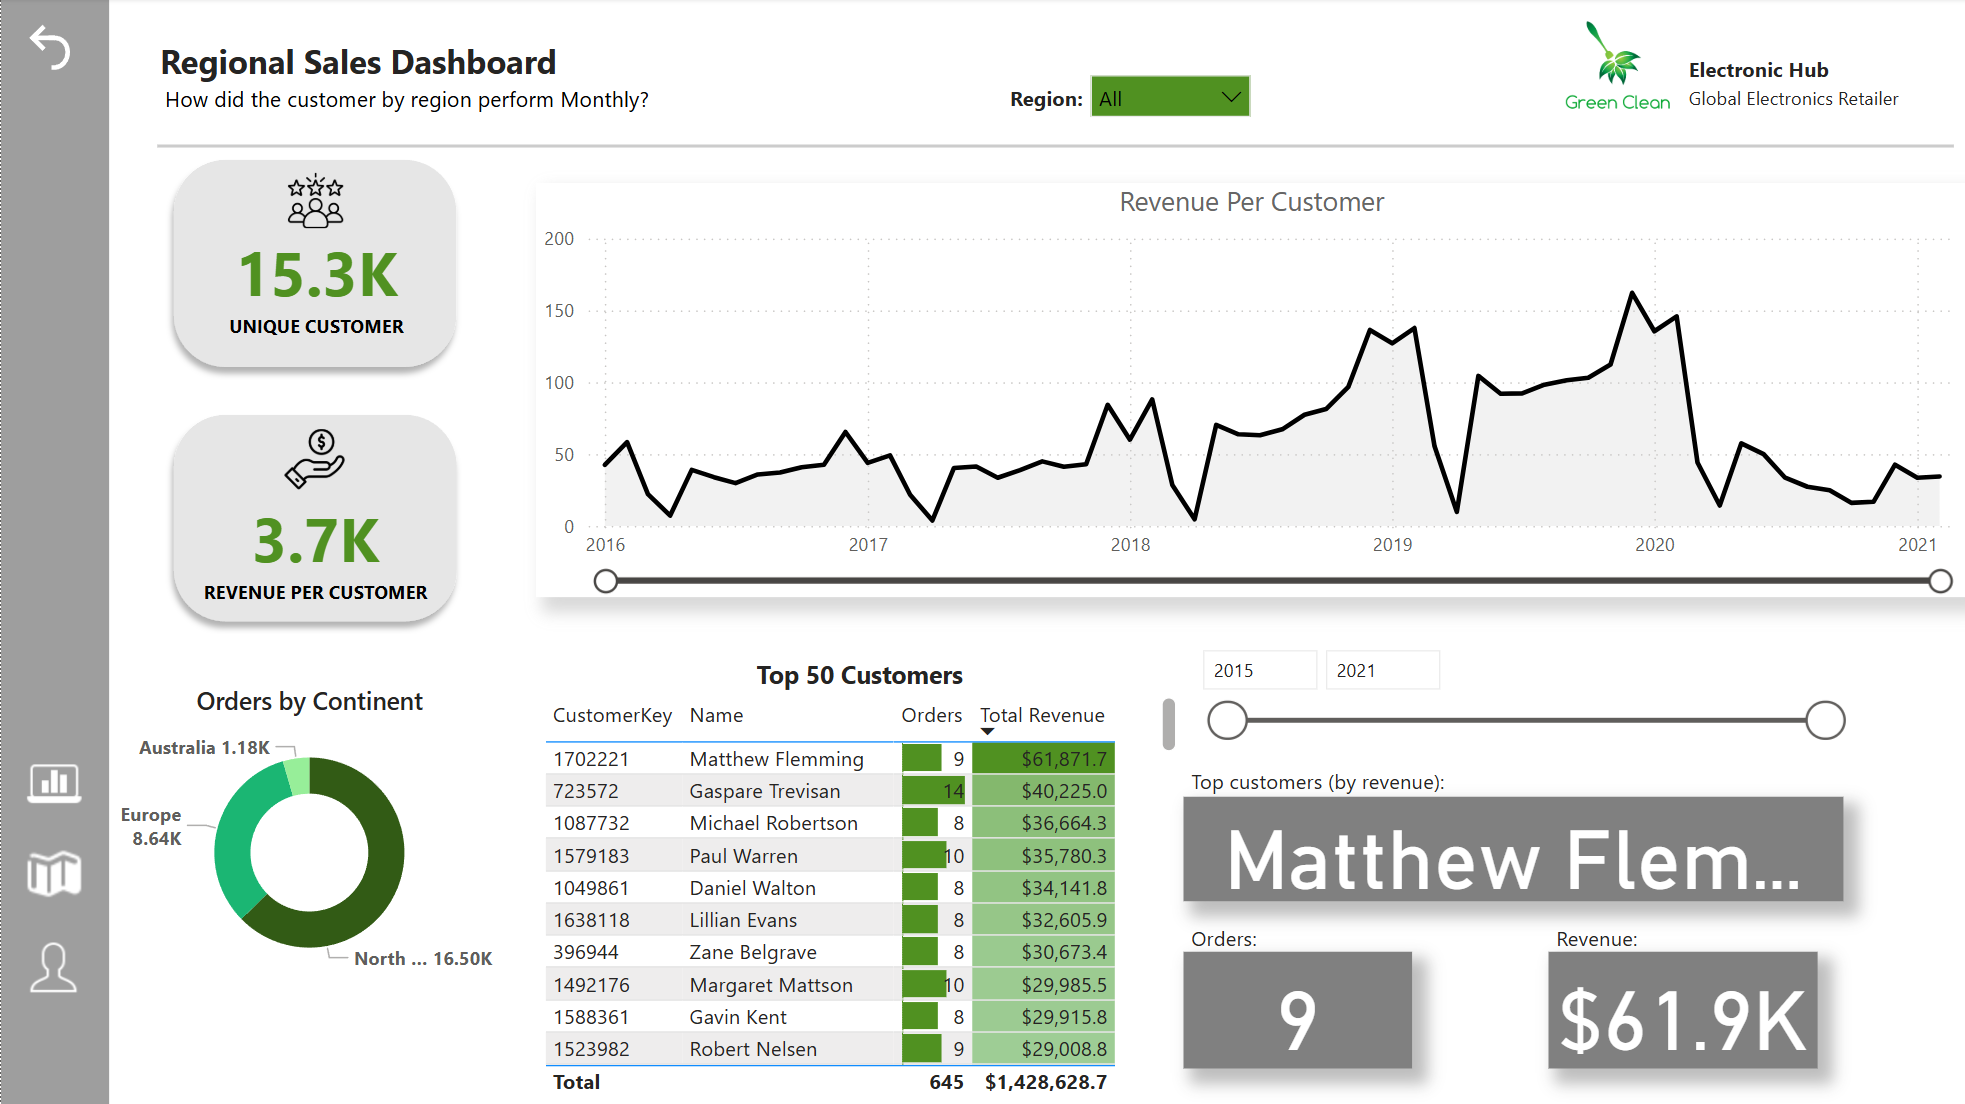 Regional Sales Dashboard
How did the customer by region perform Monthly?
Region: All
Green Clean
Electronic Hub
Global Electronics Retailer
15.3K
UNIQUE CUSTOMER
3.7K
REVENUE PER CUSTOMER
Revenue Per Customer
200
150
100
50
0
2016 2017 2018 2019 2020 2021
Orders by Continent
Australia 1.18K
Europe
8.64K
North ... 16.50K
Top 50 Customers
CustomerKey Name Orders Total Revenue
1702221 Matthew Flemming 9 $61,871.7
723572 Gaspare Trevisan 14 $40,225.0
1087732 Michael Robertson 8 $36,664.3
1579183 Paul Warren 10 $35,780.3
1049861 Daniel Walton 8 $34,141.8
1638118 Lillian Evans 8 $32,605.9
396944 Zane Belgrave 8 $30,673.4
1492176 Margaret Mattson 10 $29,985.5
1588361 Gavin Kent 8 $29,915.8
1523982 Robert Nelsen 9 $29,008.8
Total 645 $1,428,628.7
2015 2021
Top customers (by revenue):
Matthew Flem...
Orders: Revenue:
9 $61.9K